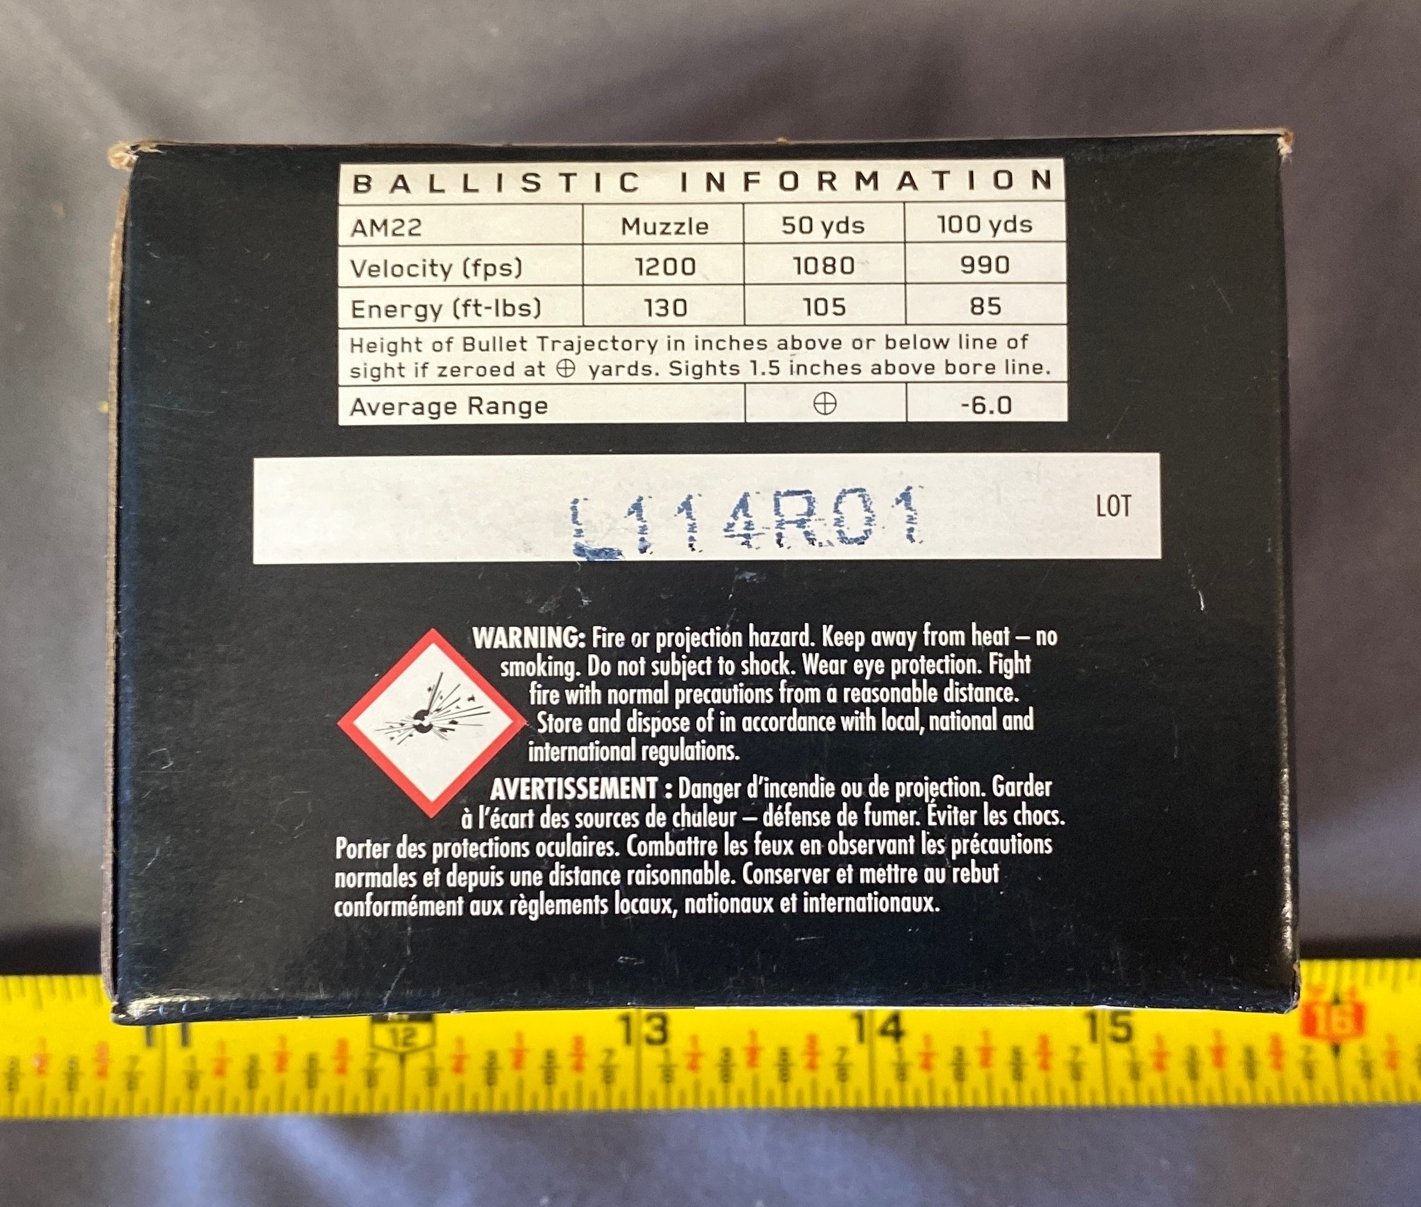 BALLISTIC INFORMATION
AM22 Muzzle 50 yds 100 yds
Velocity (fps) 1200 1080 990
Energy (ft-lbs) 130 105 85
Height of Bullet Trajectory in inches above or below line of
sight if zeroed at ⊕ yards. Sights 1.5 inches above bore line.
Average Range ⊕ -6.0
L114R01 LOT
WARNING: Fire or projection hazard. Keep away from heat – no
smoking. Do not subject to shock. Wear eye protection. Fight
fire with normal precautions from a reasonable distance.
Store and dispose of in accordance with local, national and
international regulations.
AVERTISSEMENT : Danger d'incendie ou de projection. Garder
à l'écart des sources de chaleur – défense de fumer. Éviter les chocs.
Porter des protections oculaires. Combattre les feux en observant les précautions
normales et depuis une distance raisonnable. Conserver et mettre au rebut
conformément aux règlements locaux, nationaux et internationaux.
11 12 13 14 15 16